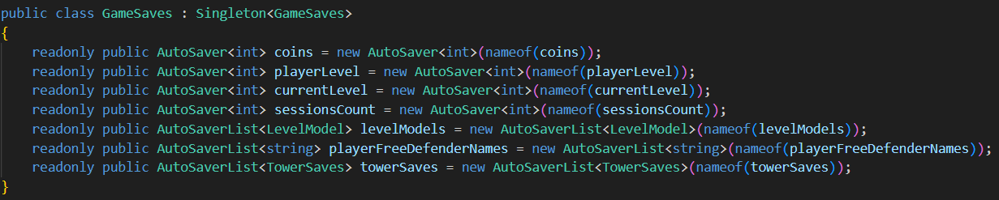 public class GameSaves : Singleton<GameSaves>
{
    readonly public AutoSaver<int> coins = new AutoSaver<int>(nameof(coins));
    readonly public AutoSaver<int> playerLevel = new AutoSaver<int>(nameof(playerLevel));
    readonly public AutoSaver<int> currentLevel = new AutoSaver<int>(nameof(currentLevel));
    readonly public AutoSaver<int> sessionsCount = new AutoSaver<int>(nameof(sessionsCount));
    readonly public AutoSaverList<LevelModel> levelModels = new AutoSaverList<LevelModel>(nameof(levelModels));
    readonly public AutoSaverList<string> playerFreeDefenderNames = new AutoSaverList<string>(nameof(playerFreeDefenderNames));
    readonly public AutoSaverList<TowerSaves> towerSaves = new AutoSaverList<TowerSaves>(nameof(towerSaves));
}